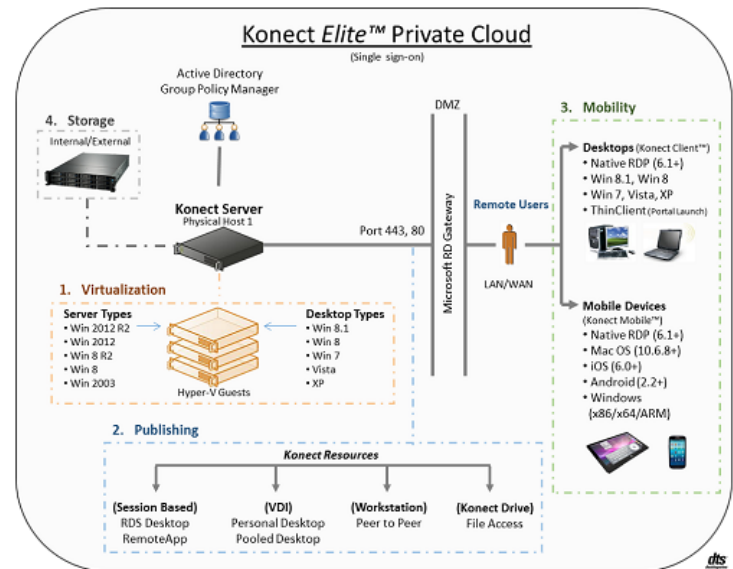 Konect Elite™ Private Cloud
(Single sign-on)
Active Directory
Group Policy Manager
4. Storage
Internal/External
Konect Server
Physical Host 1
Port 443, 80
DMZ
Microsoft RD Gateway
Remote Users
LAN/WAN
3. Mobility
Desktops (Konect Client™)
• Native RDP (6.1+)
• Win 8.1, Win 8
• Win 7, Vista, XP
• ThinClient (Portal Launch)
Mobile Devices
(Konect Mobile™)
• Native RDP (6.1+)
• Mac OS (10.6.8+)
• iOS (6.0+)
• Android (2.2+)
• Windows
(x86/x64/ARM)
1. Virtualization
Server Types
• Win 2012 R2
• Win 2012
• Win 8 R2
• Win 8
• Win 2003
Hyper-V Guests
Desktop Types
• Win 8.1
• Win 8
• Win 7
• Vista
• XP
2. Publishing
Konect Resources
(Session Based)
RDS Desktop
RemoteApp
(VDI)
Personal Desktop
Pooled Desktop
(Workstation)
Peer to Peer
(Konect Drive)
File Access
dts